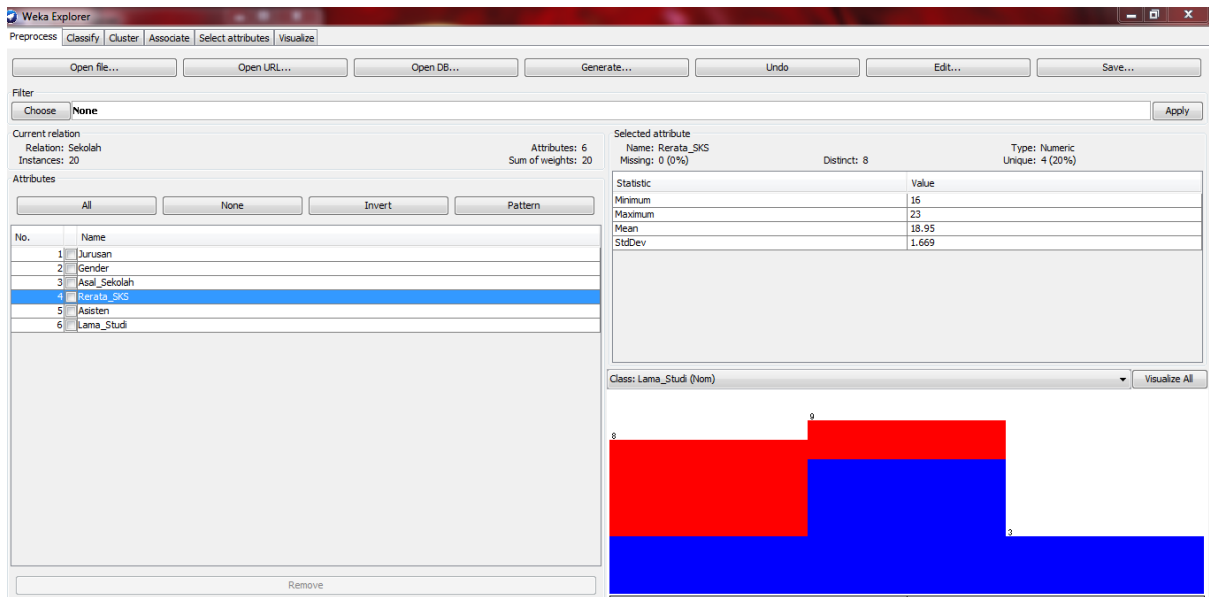 Weka Explorer
Preprocess Classify Cluster Associate Select attributes Visualize
Open file... Open URL... Open DB... Generate... Undo Edit... Save...
Filter
Choose None Apply
Current relation
Relation: Sekolah Attributes: 6
Instances: 20 Sum of weights: 20
Attributes
All None Invert Pattern
No. Name
1 Jurusan
2 Gender
3 Asal_Sekolah
4 Rerata_SKS
5 Asisten
6 Lama_Studi
Remove
Selected attribute
Name: Rerata_SKS Type: Numeric
Missing: 0 (0%) Distinct: 8 Unique: 4 (20%)
Statistic Value
Minimum 16
Maximum 23
Mean 18.95
StdDev 1.669
Class: Lama_Studi (Nom) Visualize All
8
9
3